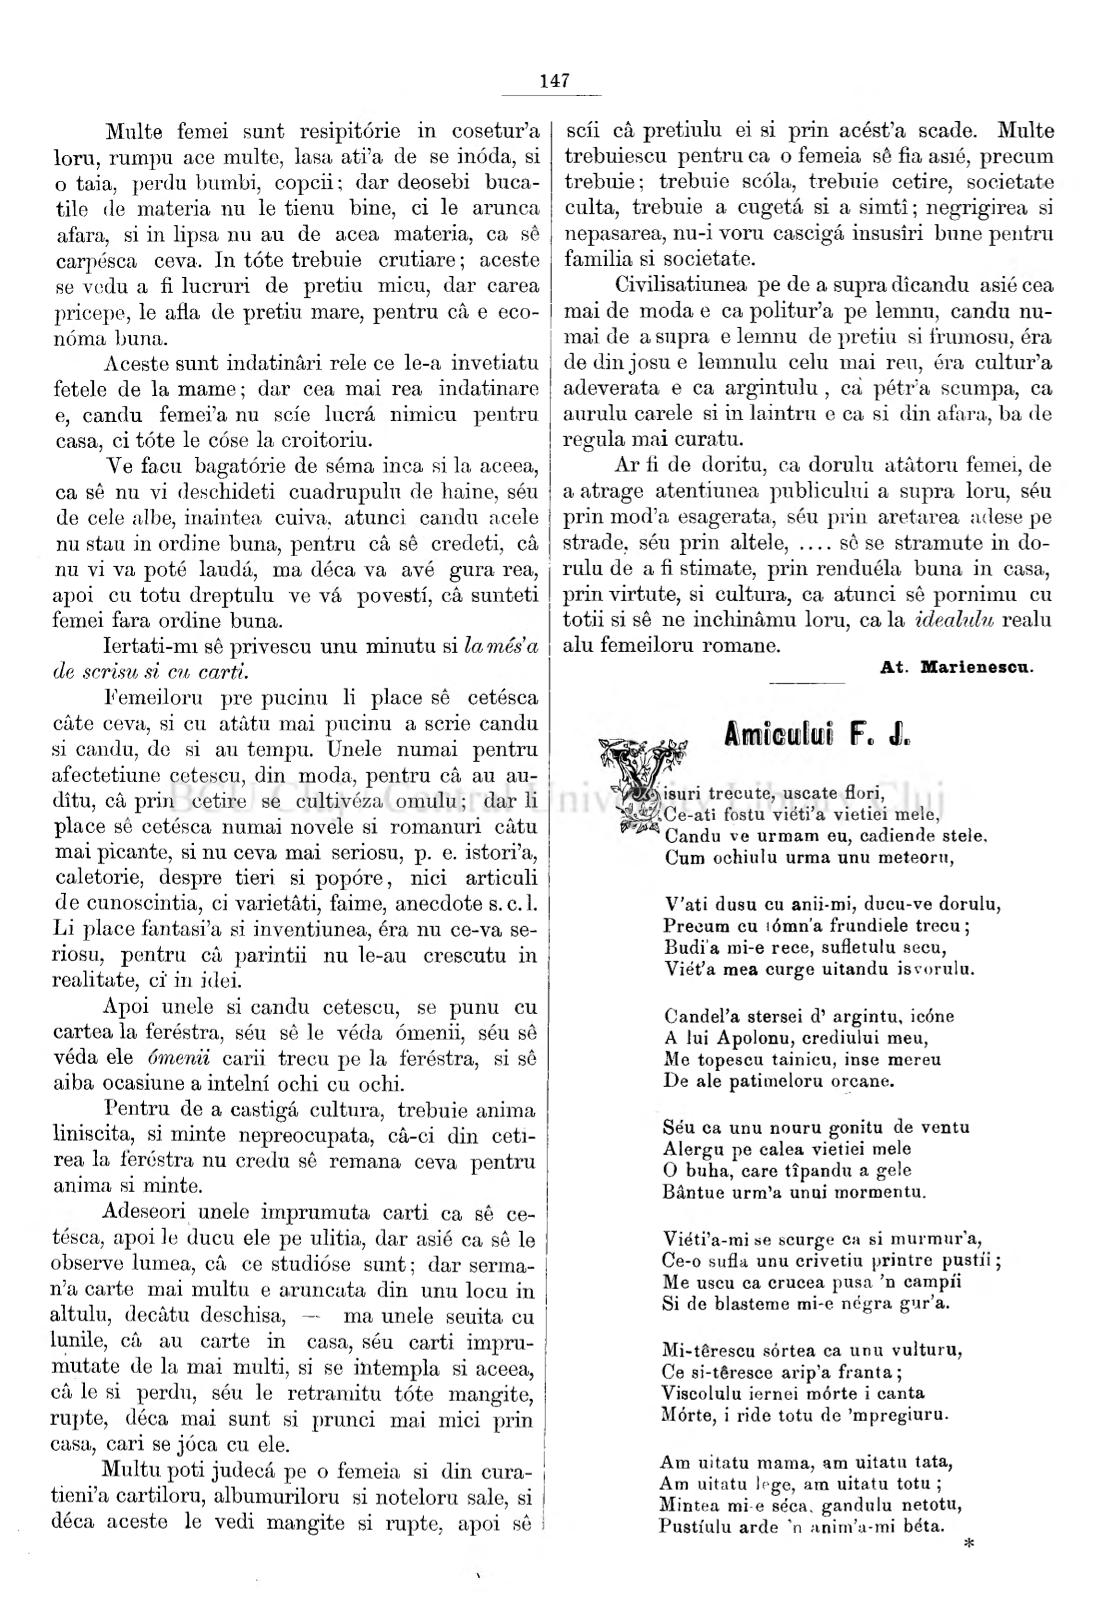 147
Multe femei sunt resipitórie in cosetur'a
loru, rumpu ace multe, lasa ati'a de se inóda, si
o taia, perdu bumbi, copcii; dar deosebi buca-
tile de materia nu le tienu bine, ci le arunca
afara, si in lipsa nu au de acea materia, ca sê
carpésca ceva. In tóte trebuie crutiare; aceste
se vedu a fi lucruri de pretiu micu, dar carea
pricepe, le afla de pretiu mare, pentru câ e eco-
nóma buna.
Aceste sunt indatinâri rele ce le-a invetiatu
fetele de la mame; dar cea mai rea indatinare
e, candu femei'a nu scíe lucrá nimicu pentru
casa, ci tóte le cóse la croitoriu.
Ve facu bagatórie de séma inca si la aceea,
ca sê nu vi deschideti cuadrupulu de haine, séu
de cele albe, inaintea cuiva, atunci candu acele
nu stau in ordine buna, pentru câ sê credeti, câ
nu vi va poté laudá, ma déca va avé gura rea,
apoi cu totu dreptulu ve vá povestí, câ sunteti
femei fara ordine buna.
Iertati-mi sê privescu unu minutu si la més'a
de scrisu si cu carti.
Femeiloru pre pucinu li place sê cetésca
câte ceva, si cu atâtu mai pucinu a scrie candu
si candu, de si au tempu. Unele numai pentru
afectetiune cetescu, din moda, pentru câ au au-
dîtu, câ prin cetire se cultivéza omulu; dar li
place sê cetésca numai novele si romanuri câtu
mai picante, si nu ceva mai seriosu, p. e. istori'a,
caletorie, despre tieri si popóre, nici articuli
de cunoscintia, ci varietâti, faime, anecdote s. c. l.
Li place fantasi'a si inventiunea, éra nu ce-va se-
riosu, pentru câ parintii nu le-au crescutu in
realitate, ci in idei.
Apoi unele si candu cetescu, se punu cu
cartea la feréstra, séu sê le véda ómenii, séu sê
véda ele ómenii carii trecu pe la feréstra, si sê
aiba ocasiune a intelní ochi cu ochi.
Pentru de a castigá cultura, trebuie anima
liniscita, si minte nepreocupata, câ-ci din ceti-
rea la feréstra nu credu sê remana ceva pentru
anima si minte.
Adeseori unele imprumuta carti ca sê ce-
tésca, apoi le ducu ele pe ulitia, dar asié ca sê le
observe lumea, câ ce studióse sunt; dar serma-
n'a carte mai multu e aruncata din unu locu in
altulu, decâtu deschisa, — ma unele seuita cu
lunile, câ au carte in casa, séu carti impru-
mutate de la mai multi, si se intempla si aceea,
câ le si perdu, séu le retramitu tóte mangite,
rupte, déca mai sunt si prunci mai mici prin
casa, cari se jóca cu ele.
Multu poti judecá pe o femeia si din cura-
tieni'a cartiloru, albumuriloru si noteloru sale, si
déca aceste le vedi mangite si rupte, apoi sê
scíi câ pretiulu ei si prin acést'a scade. Multe
trebuiescu pentru ca o femeia sê fia asié, precum
trebuie; trebuie scóla, trebuie cetire, societate
culta, trebuie a cugetá si a simtî; negrigirea si
nepasarea, nu-i voru cascigá insusîri bune pentru
familia si societate.
Civilisatiunea pe de a supra dîcandu asié cea
mai de moda e ca politur'a pe lemnu, candu nu-
mai de a supra e lemnu de pretiu si frumosu, éra
de din josu e lemnulu celu mai reu, éra cultur'a
adeverata e ca argintulu, ca pétr'a scumpa, ca
aurulu carele si in laintru e ca si din afara, ba de
regula mai curatu.
Ar fi de doritu, ca dorulu atâtoru femei, de
a atrage atentiunea publicului a supra loru, séu
prin mod'a esagerata, séu prin aretarea adese pe
strade, séu prin altele, .... sê se stramute in do-
rulu de a fi stimate, prin renduéla buna in casa,
prin virtute, si cultura, ca atunci sê pornimu cu
totii si sê ne inchinâmu loru, ca la idealulu realu
alu femeiloru romane.
At. Marienescu.
Amicului F. J.
Visuri trecute, uscate flori,
Ce-ati fostu viéti'a vietiei mele,
Candu ve urmam eu, cadiende stele,
Cum ochiulu urma unu meteoru,
V'ati dusu cu anii-mi, ducu-ve dorulu,
Precum cu tómn'a frundiele trecu;
Budi'a mi-e rece, sufletulu secu,
Viét'a mea curge uitandu isvorulu.
Candel'a stersei d' argintu, icóne
A lui Apolonu, crediului meu,
Me topescu tainicu, inse mereu
De ale patimeloru orcane.
Séu ca unu nouru gonitu de ventu
Alergu pe calea vietiei mele
O buha, care tîpandu a gele
Bântue urm'a unui mormentu.
Viéti'a-mi se scurge ca si murmur'a,
Ce-o sufla unu crivetiu printre pustíi;
Me uscu ca crucea pusa 'n campíi
Si de blasteme mi-e négra gur'a.
Mi-têrescu sórtea ca unu vulturu,
Ce si-têresce arip'a franta;
Viscolulu iernei mórte i canta
Mórte, i ride totu de 'mpregiuru.
Am uitatu mama, am uitatu tata,
Am uitatu lege, am uitatu totu;
Mintea mi-e séca, gandulu netotu,
Pustíulu arde 'n anim'a-mi béta.
*
BCU Cluj / Central University Library Cluj